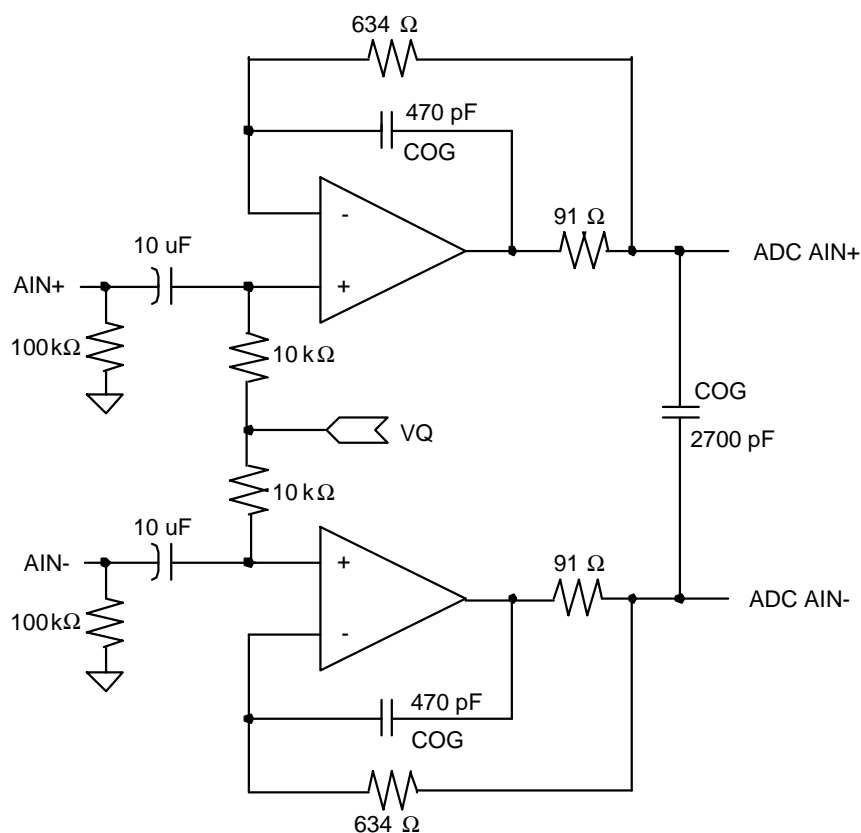 634 Ω
470 pF
COG
-
91 Ω
10 uF
ADC AIN+
AIN+
+
100kΩ
10 kΩ
COG
VQ
2700 pF
10 kΩ
10 uF
91 Ω
AIN-
+
ADC AIN-
100kΩ
-
470 pF
COG
634 Ω